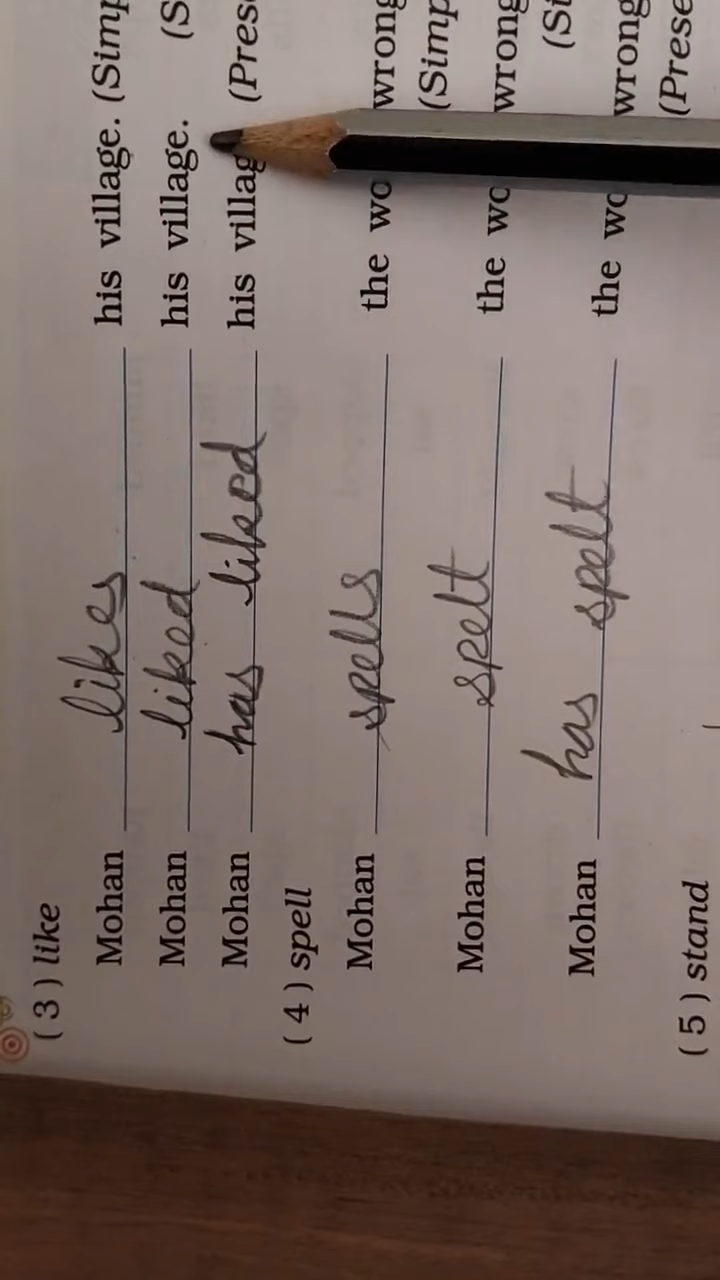 ( 3 ) like
Mohan likes his village. (Simp
Mohan liked his village. (S
Mohan has liked his villag (Prese
( 4 ) spell
Mohan spells the wo wrong
(Simp
Mohan spelt the wo wrong
(Si
Mohan has spelt the wo wrong
(Prese
( 5 ) stand